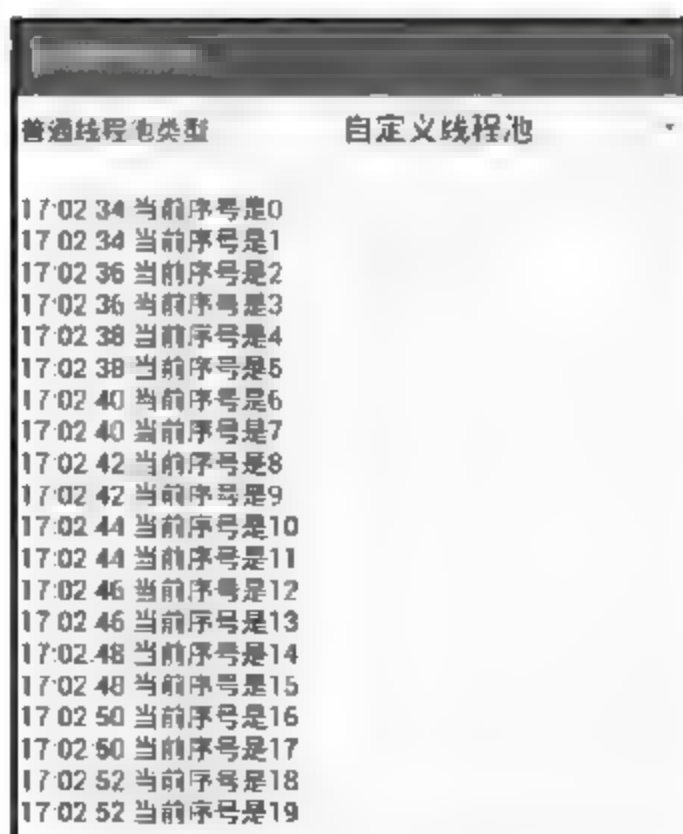 普通线程池类型 自定义线程池
17:02:34 当前序号是0
17:02:34 当前序号是1
17:02:36 当前序号是2
17:02:36 当前序号是3
17:02:38 当前序号是4
17:02:38 当前序号是5
17:02:40 当前序号是6
17:02:40 当前序号是7
17:02:42 当前序号是8
17:02:42 当前序号是9
17:02:44 当前序号是10
17:02:44 当前序号是11
17:02:46 当前序号是12
17:02:46 当前序号是13
17:02:48 当前序号是14
17:02:48 当前序号是15
17:02:50 当前序号是16
17:02:50 当前序号是17
17:02:52 当前序号是18
17:02:52 当前序号是19